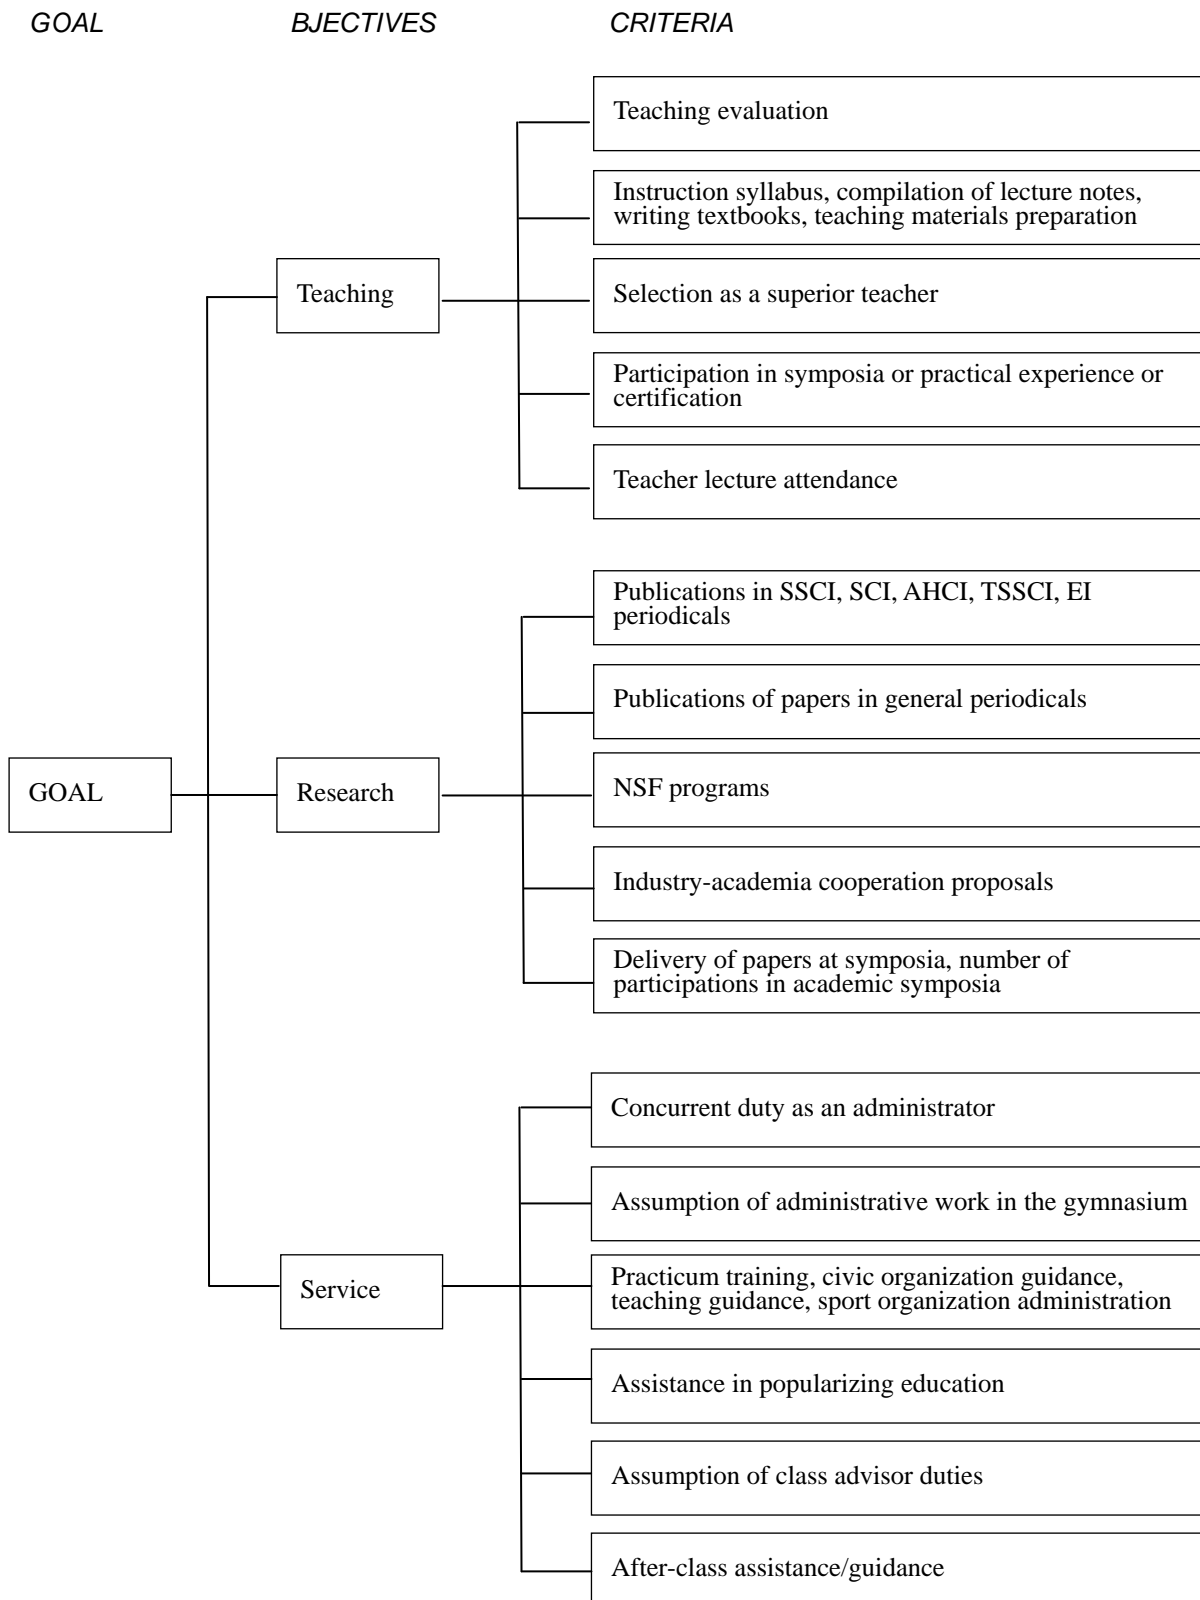 GOAL BJECTIVES CRITERIA
Teaching evaluation
Instruction syllabus, compilation of lecture notes,
writing textbooks, teaching materials preparation
Teaching
Selection as a superior teacher
Participation in symposia or practical experience or
certification
Teacher lecture attendance
Publications in SSCI, SCI, AHCI, TSSCI, EI
periodicals
Publications of papers in general periodicals
GOAL
Research
NSF programs
Industry-academia cooperation proposals
Delivery of papers at symposia, number of
participations in academic symposia
Concurrent duty as an administrator
Assumption of administrative work in the gymnasium
Service
Practicum training, civic organization guidance,
teaching guidance, sport organization administration
Assistance in popularizing education
Assumption of class advisor duties
After-class assistance/guidance